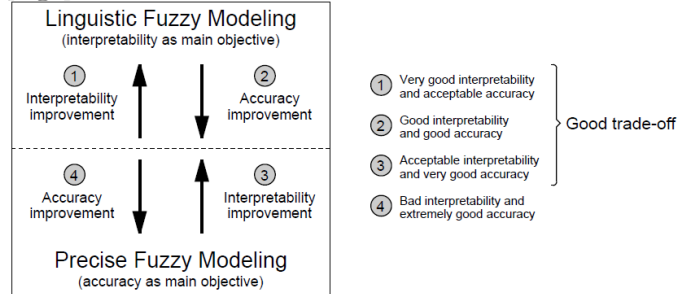 Linguistic Fuzzy Modeling
(interpretability as main objective)
1
Interpretability
improvement
2
Accuracy
improvement
4
Accuracy
improvement
3
Interpretability
improvement
Precise Fuzzy Modeling
(accuracy as main objective)
1 Very good interpretability
and acceptable accuracy
2 Good interpretability
and good accuracy
3 Acceptable interpretability
and very good accuracy
4 Bad interpretability and
extremely good accuracy
Good trade-off